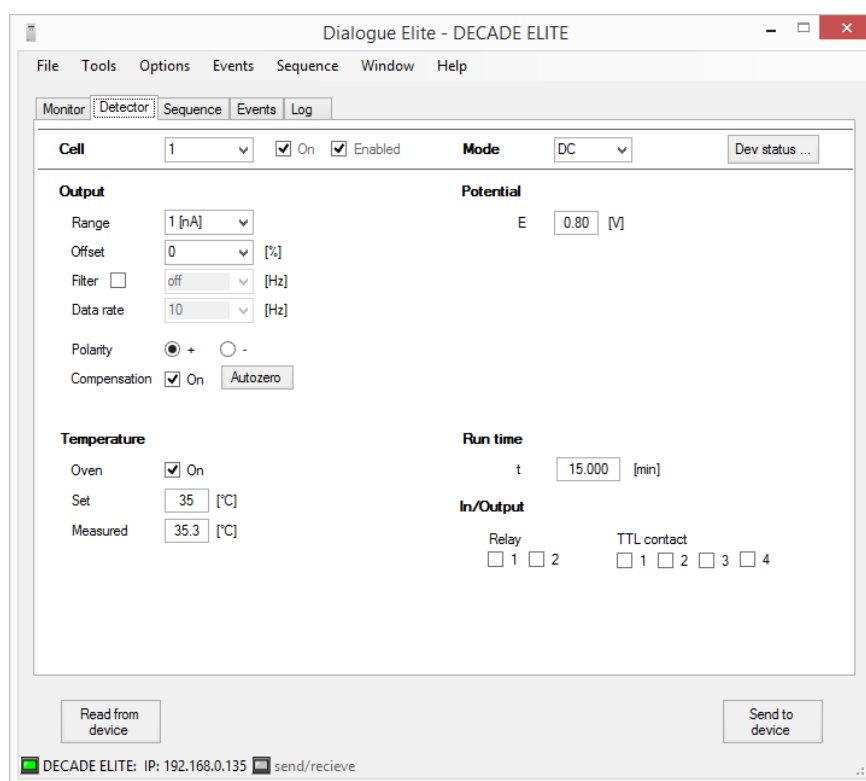 Dialogue Elite - DECADE ELITE
File Tools Options Events Sequence Window Help
Monitor Detector Sequence Events Log
Cell 1 On Enabled Mode DC Dev status ...
Output Potential
Range 1 [nA] E 0.80 [V]
Offset 0 [%]
Filter off [Hz]
Data rate 10 [Hz]
Polarity + -
Compensation On Autozero
Temperature Run time
Oven On t 15.000 [min]
Set 35 [°C] In/Output
Measured 35.3 [°C]
Relay TTL contact
1 2 1 2 3 4
Read from device Send to device
DECADE ELITE: IP: 192.168.0.135 send/recieve